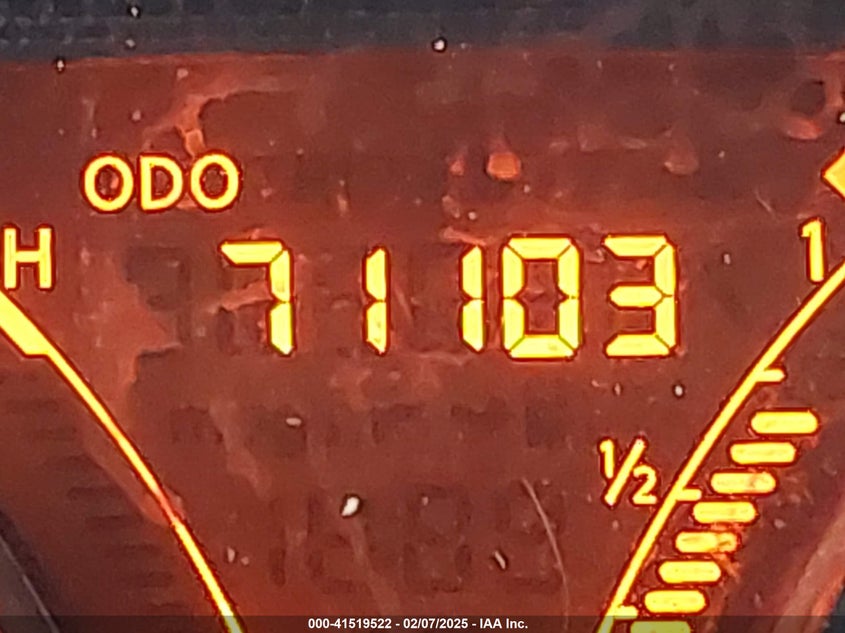 ODO
H 71103 1
1/2
000-41519522 - 02/07/2025 - IAA Inc.